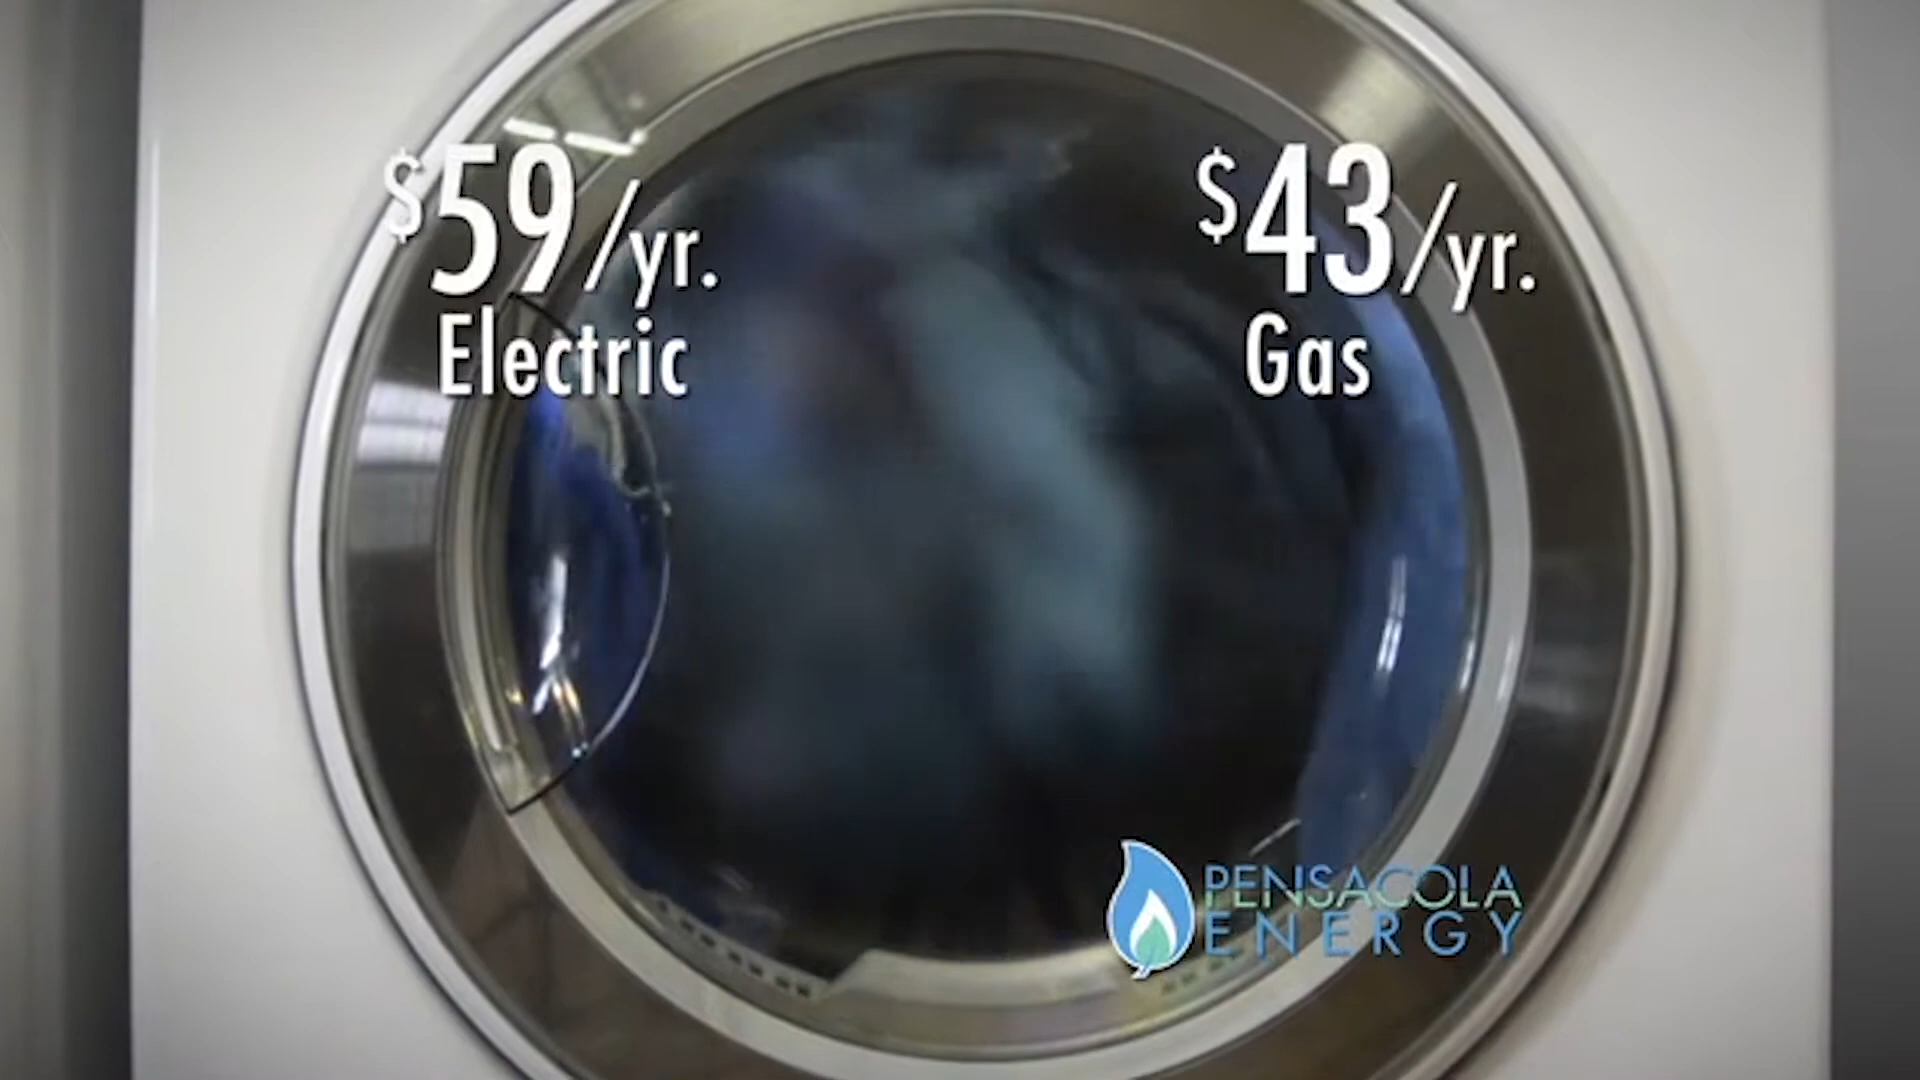 $59/yr.
Electric
$43/yr.
Gas
PENSACOLA
ENERGY